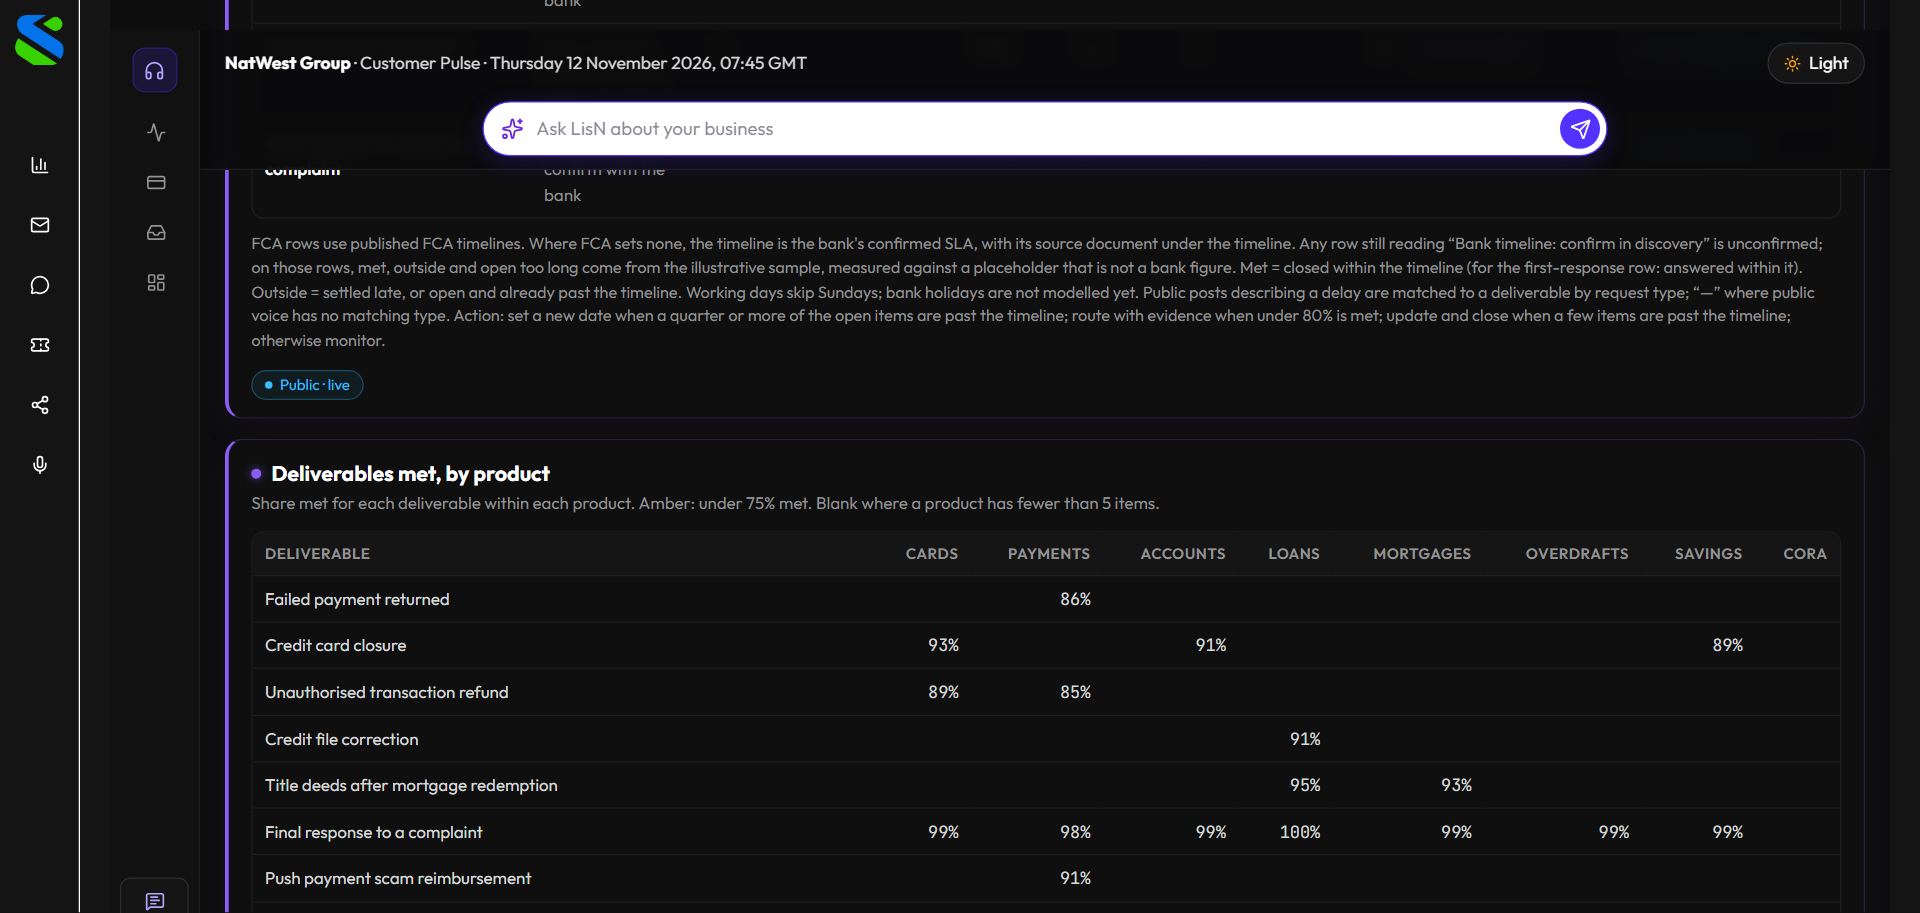 bank
NatWest Group · Customer Pulse · Thursday 12 November 2026, 07:45 GMT
Light
Ask LisN about your business
complaint
confirm with the
bank
FCA rows use published FCA timelines. Where FCA sets none, the timeline is the bank's confirmed SLA, with its source document under the timeline. Any row still reading “Bank timeline: confirm in discovery” is unconfirmed;
on those rows, met, outside and open too long come from the illustrative sample, measured against a placeholder that is not a bank figure. Met = closed within the timeline (for the first-response row: answered within it).
Outside = settled late, or open and already past the timeline. Working days skip Sundays; bank holidays are not modelled yet. Public posts describing a delay are matched to a deliverable by request type; “—” where public
voice has no matching type. Action: set a new date when a quarter or more of the open items are past the timeline; route with evidence when under 80% is met; update and close when a few items are past the timeline;
otherwise monitor.
Public · live
Deliverables met, by product
Share met for each deliverable within each product. Amber: under 75% met. Blank where a product has fewer than 5 items.
DELIVERABLE CARDS PAYMENTS ACCOUNTS LOANS MORTGAGES OVERDRAFTS SAVINGS CORA
Failed payment returned 86%
Credit card closure 93% 91% 89%
Unauthorised transaction refund 89% 85%
Credit file correction 91%
Title deeds after mortgage redemption 95% 93%
Final response to a complaint 99% 98% 99% 100% 99% 99% 99%
Push payment scam reimbursement 91%